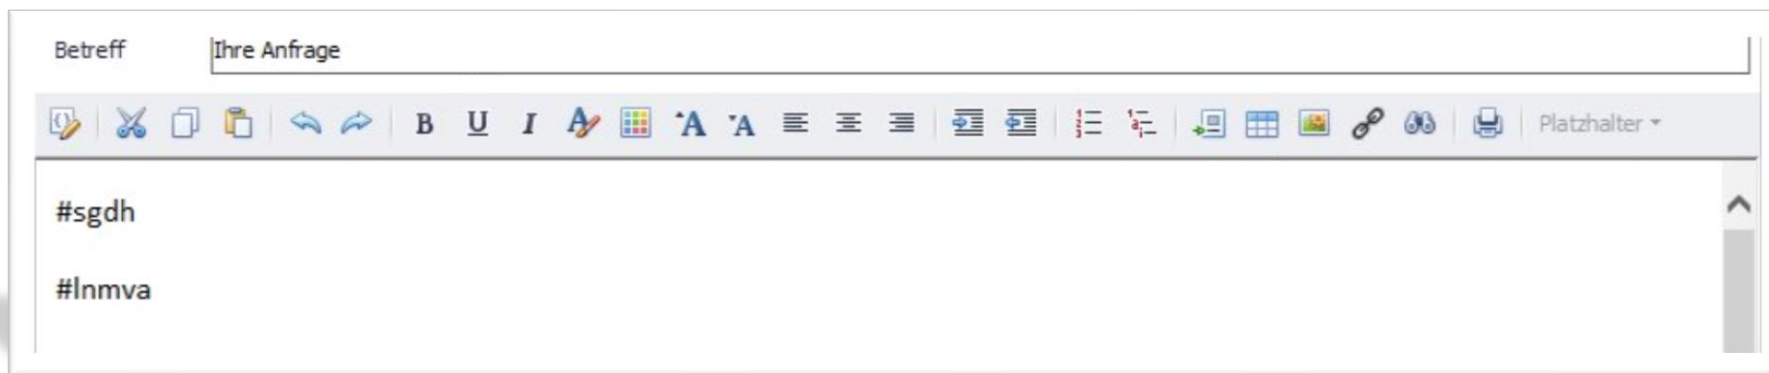 Betreff Ihre Anfrage
B U I A A A Platzhalter
#sgdh
#lnmva